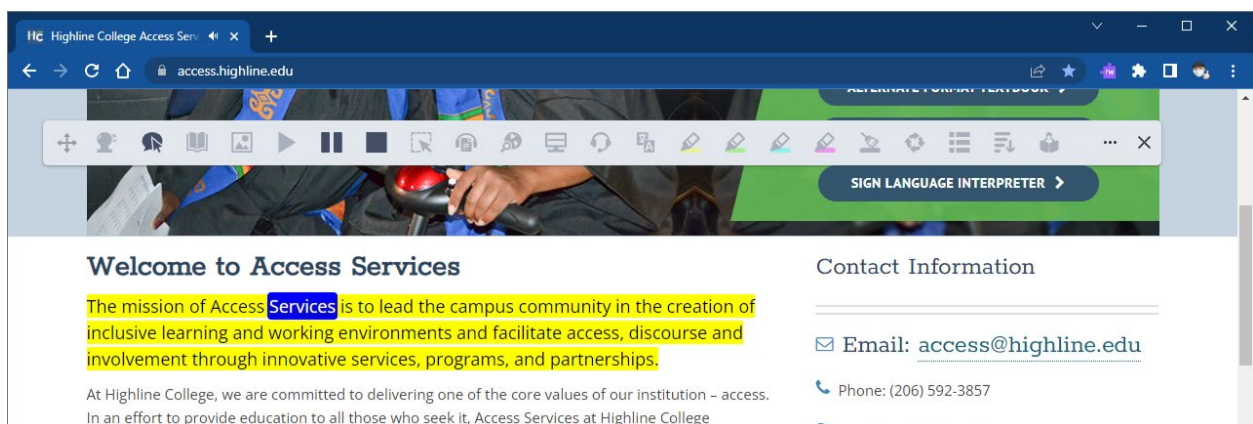 HC Highline College Access Serv
access.highline.edu
ALTERNATE FORMAT TEXTBOOK
SIGN LANGUAGE INTERPRETER
Welcome to Access Services
The mission of Access Services is to lead the campus community in the creation of
inclusive learning and working environments and facilitate access, discourse and
involvement through innovative services, programs, and partnerships.
At Highline College, we are committed to delivering one of the core values of our institution – access.
In an effort to provide education to all those who seek it, Access Services at Highline College
Contact Information
Email: access@highline.edu
Phone: (206) 592-3857